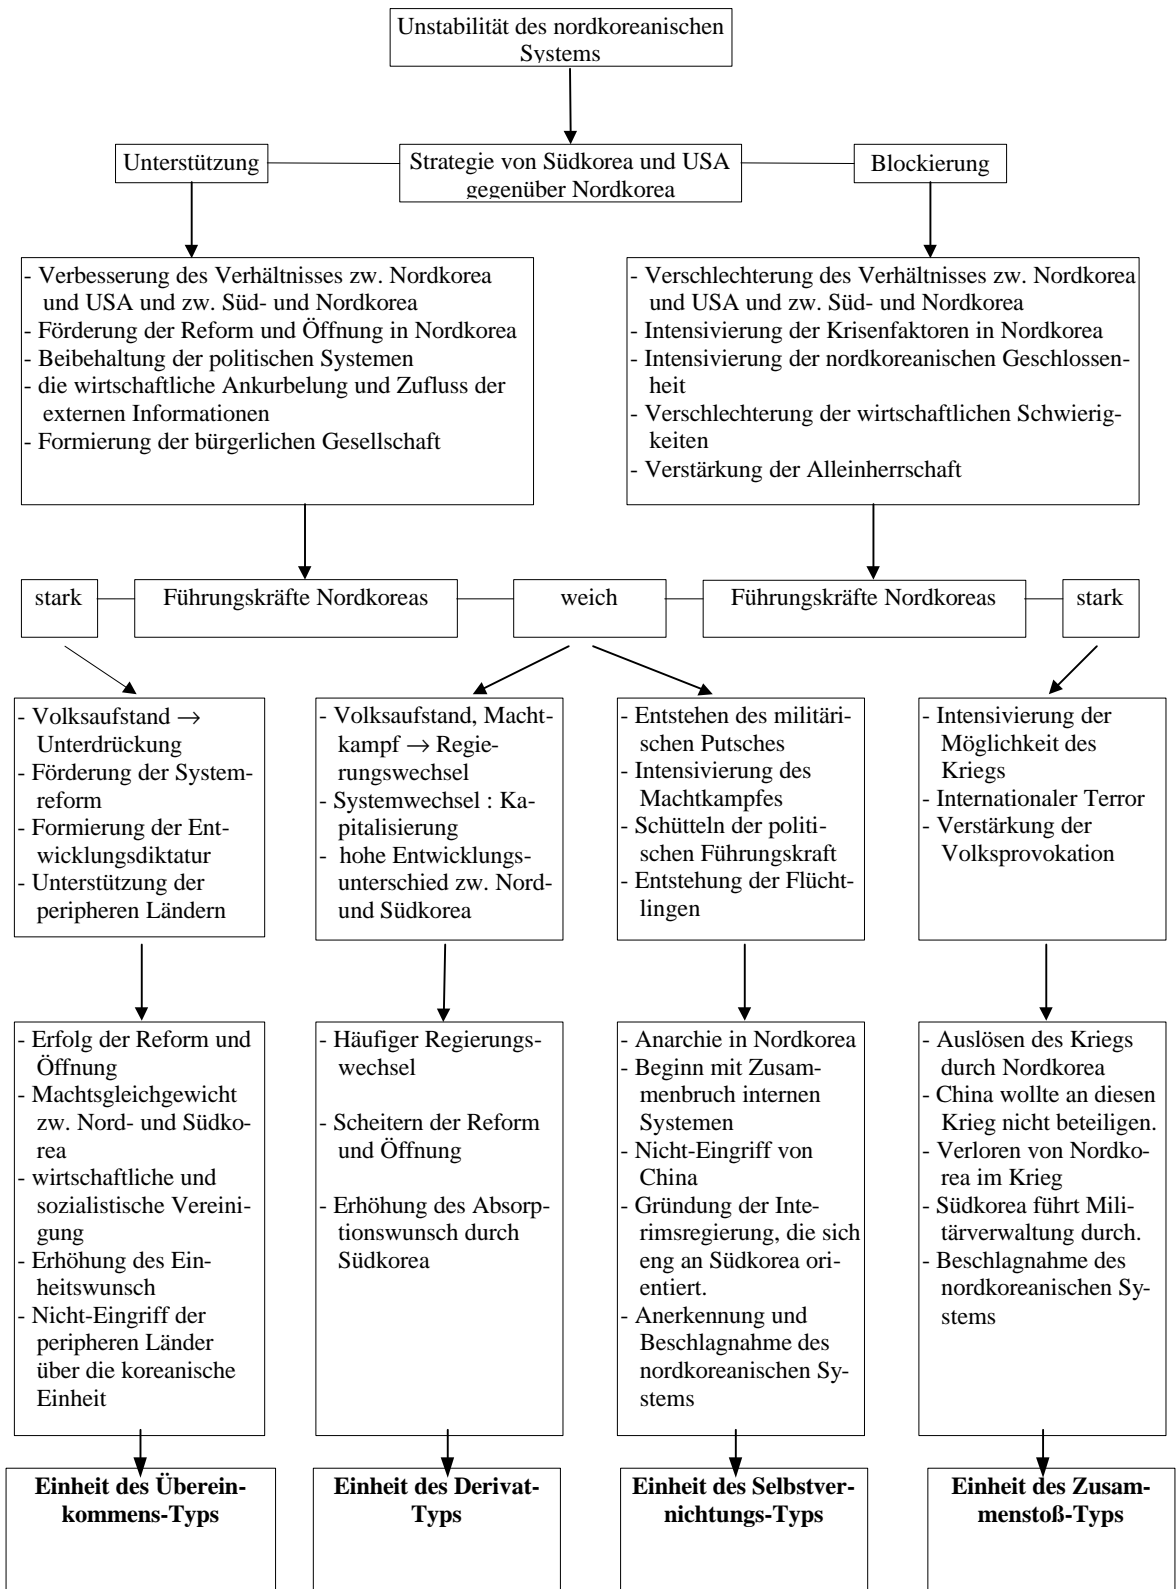 Unstabilität des nordkoreanischen
Systems
Unterstützung
Strategie von Südkorea und USA
gegenüber Nordkorea
Blockierung
- Verbesserung des Verhältnisses zw. Nordkorea
und USA und zw. Süd- und Nordkorea
- Förderung der Reform und Öffnung in Nordkorea
- Beibehaltung der politischen Systemen
- die wirtschaftliche Ankurbelung und Zufluss der
externen Informationen
- Formierung der bürgerlichen Gesellschaft
- Verschlechterung des Verhältnisses zw. Nordkorea
und USA und zw. Süd- und Nordkorea
- Intensivierung der Krisenfaktoren in Nordkorea
- Intensivierung der nordkoreanischen Geschlossen-
heit
- Verschlechterung der wirtschaftlichen Schwierig-
keiten
- Verstärkung der Alleinherrschaft
stark
Führungskräfte Nordkoreas
weich
Führungskräfte Nordkoreas
stark
- Volksaufstand →
Unterdrückung
- Förderung der System-
reform
- Formierung der Ent-
wicklungsdiktatur
- Unterstützung der
peripheren Ländern
- Volksaufstand, Macht-
kampf → Regie-
rungswechsel
- Systemwechsel : Ka-
pitalisierung
- hohe Entwicklungs-
unterschied zw. Nord-
und Südkorea
- Entstehen des militäri-
schen Putsches
- Intensivierung des
Machtkampfes
- Schütteln der politi-
schen Führungskraft
- Entstehung der Flücht-
lingen
- Intensivierung der
Möglichkeit des
Kriegs
- Internationaler Terror
- Verstärkung der
Volksprovokation
- Erfolg der Reform und
Öffnung
- Machtsgleichgewicht
zw. Nord- und Südko-
rea
- wirtschaftliche und
sozialistische Vereini-
gung
- Erhöhung des Ein-
heitswunsch
- Nicht-Eingriff der
peripheren Länder
über die koreanische
Einheit
- Häufiger Regierungs-
wechsel
- Scheitern der Reform
und Öffnung
- Erhöhung des Absorp-
tionswunsch durch
Südkorea
- Anarchie in Nordkorea
- Beginn mit Zusam-
menbruch internen
Systemen
- Nicht-Eingriff von
China
- Gründung der Inte-
rimsregierung, die sich
eng an Südkorea ori-
entiert.
- Anerkennung und
Beschlagnahme des
nordkoreanischen Sy-
stems
- Auslösen des Kriegs
durch Nordkorea
- China wollte an diesen
Krieg nicht beteiligen.
- Verloren von Nordko-
rea im Krieg
- Südkorea führt Mili-
tärverwaltung durch.
- Beschlagnahme des
nordkoreanischen Sy-
stems
Einheit des Überein-
kommens-Typs
Einheit des Derivat-
Typs
Einheit des Selbstver-
nichtungs-Typs
Einheit des Zusam-
menstoß-Typs